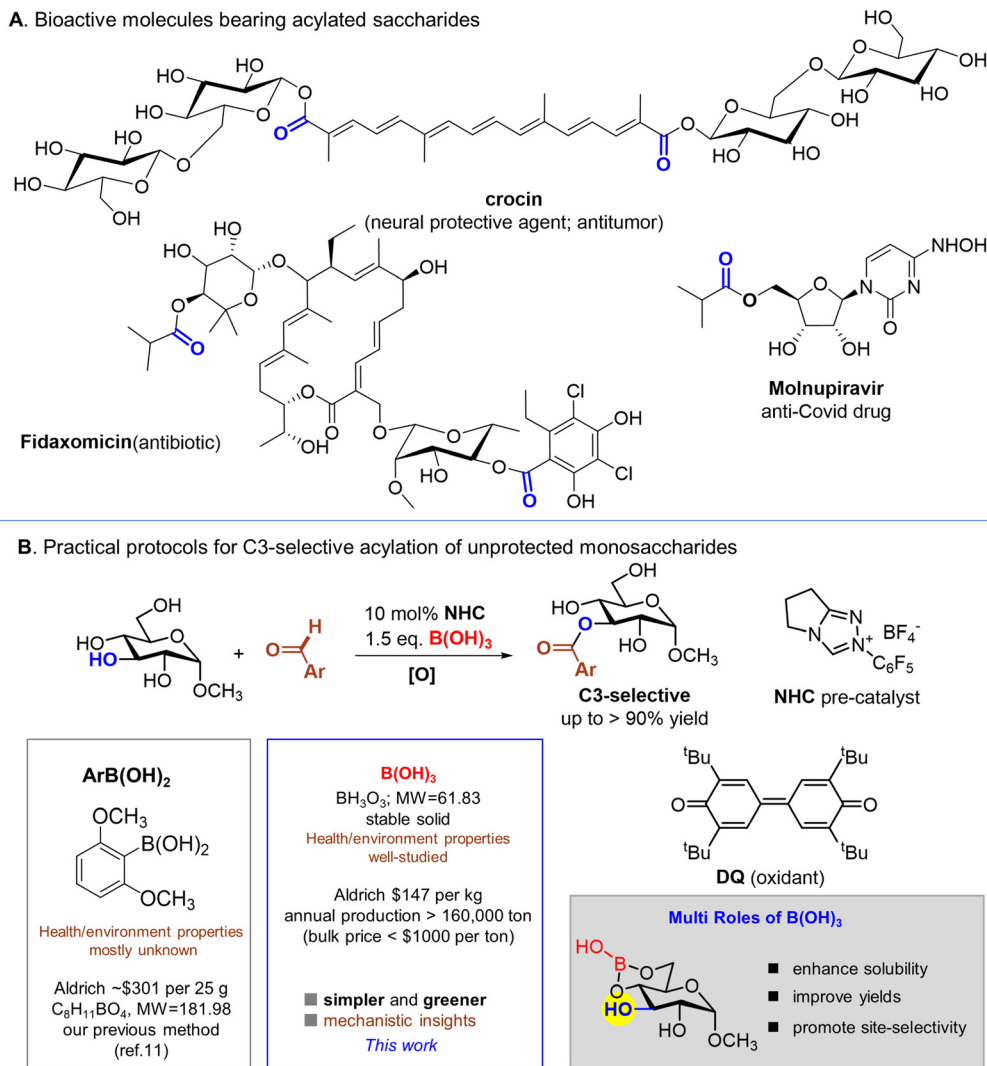 A. Bioactive molecules bearing acylated saccharides
HO
HO
HO
HO
HO
HO
HO
OH
O
O
O
O
O
O
O
O
O
O
O
HO
HO
OH
HO
OH
HO
HO
crocin
(neural protective agent; antitumor)
OH
HO
HO
O
O
O
O
OH
O
O
OH
O
O
HO
O
O
O
Cl
OH
Cl
OH
Fidaxomicin(antibiotic)
O
O
O
N
N
O
NHOH
HO
OH
Molnupiravir
anti-Covid drug
B. Practical protocols for C3-selective acylation of unprotected monosaccharides
OH
HO
HO
O
HO
OCH3
+
O
H
Ar
10 mol% NHC
1.5 eq. B(OH)3
[O]
OH
HO
O
O
O
HO
OCH3
Ar
C3-selective
up to > 90% yield
N
N
N+
BF4-
C6F5
NHC pre-catalyst
ArB(OH)2
OCH3
B(OH)2
OCH3
Health/environment properties
mostly unknown
Aldrich ~$301 per 25 g
C8H11BO4, MW=181.98
our previous method
(ref.11)
B(OH)3
BH3O3; MW=61.83
stable solid
Health/environment properties
well-studied
Aldrich $147 per kg
annual production > 160,000 ton
(bulk price < $1000 per ton)
simpler and greener
mechanistic insights
This work
tBu
tBu
O
O
tBu
tBu
DQ (oxidant)
Multi Roles of B(OH)3
HO
B
O
O
O
HO
HO
OCH3
enhance solubility
improve yields
promote site-selectivity